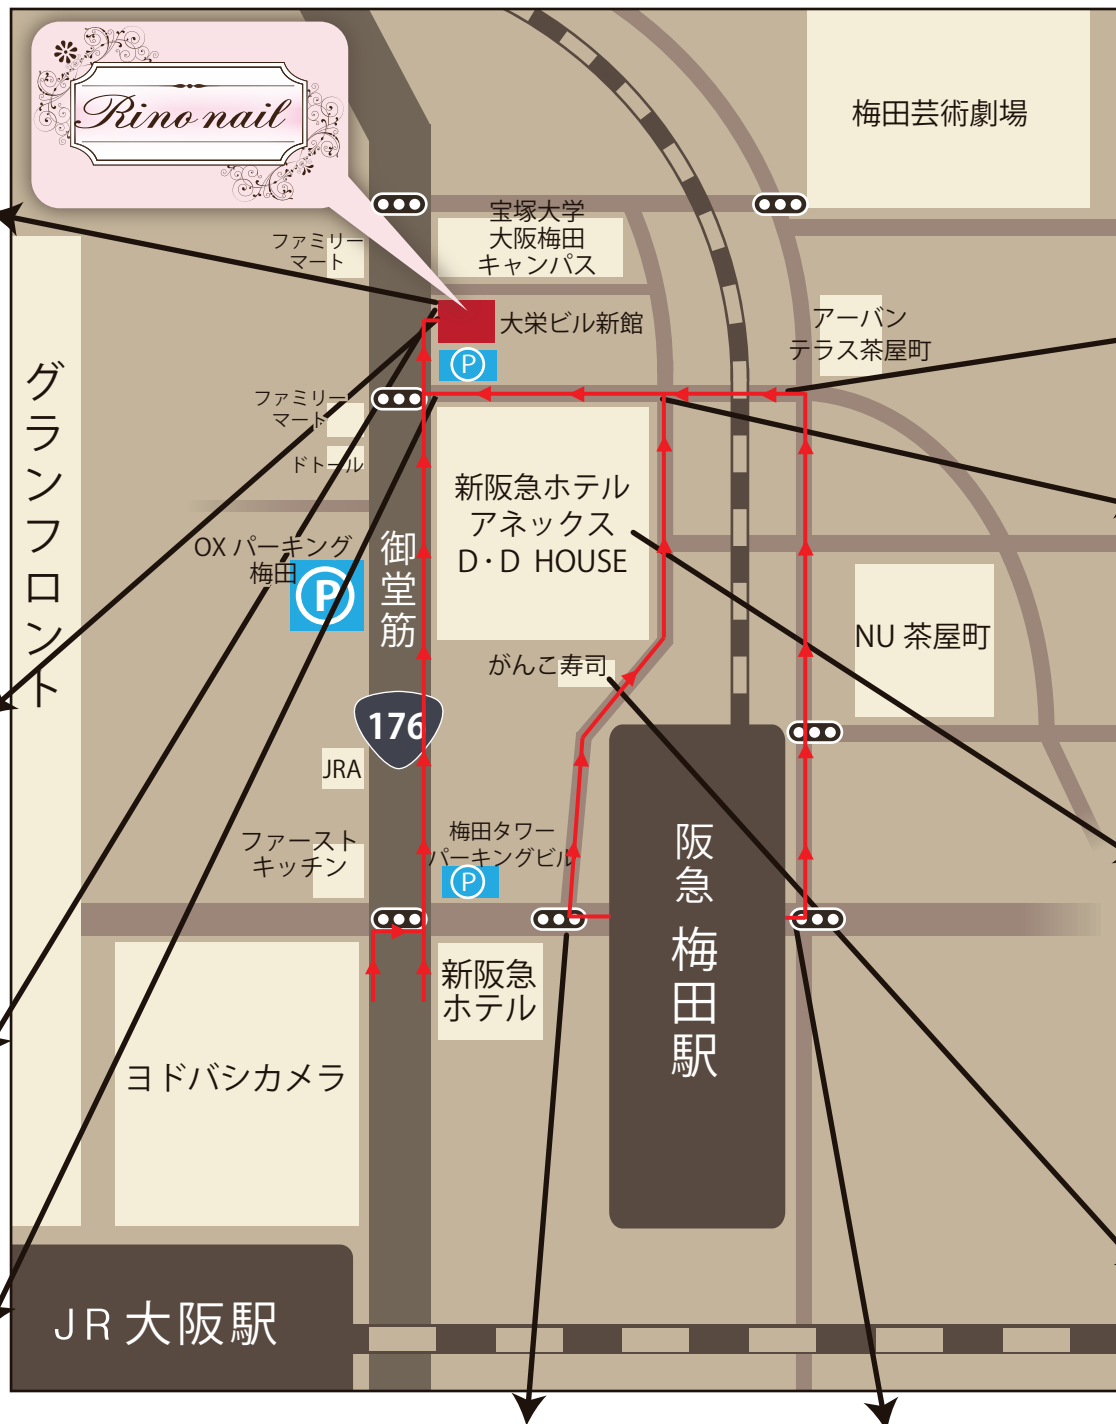 Rino nail
梅田芸術劇場
宝塚大学
大阪梅田
キャンパス
ファミリー
マート
大栄ビル新館
P
アーバン
テラス茶屋町
グランフロント
ファミリー
マート
ドトール
新阪急ホテル
アネックス
D・D HOUSE
OX パーキング
梅田
P
御堂筋
NU 茶屋町
がんこ寿司
176
JRA
ファースト
キッチン
梅田タワー
パーキングビル
P
阪急 梅田駅
新阪急
ホテル
ヨドバシカメラ
JR 大阪駅